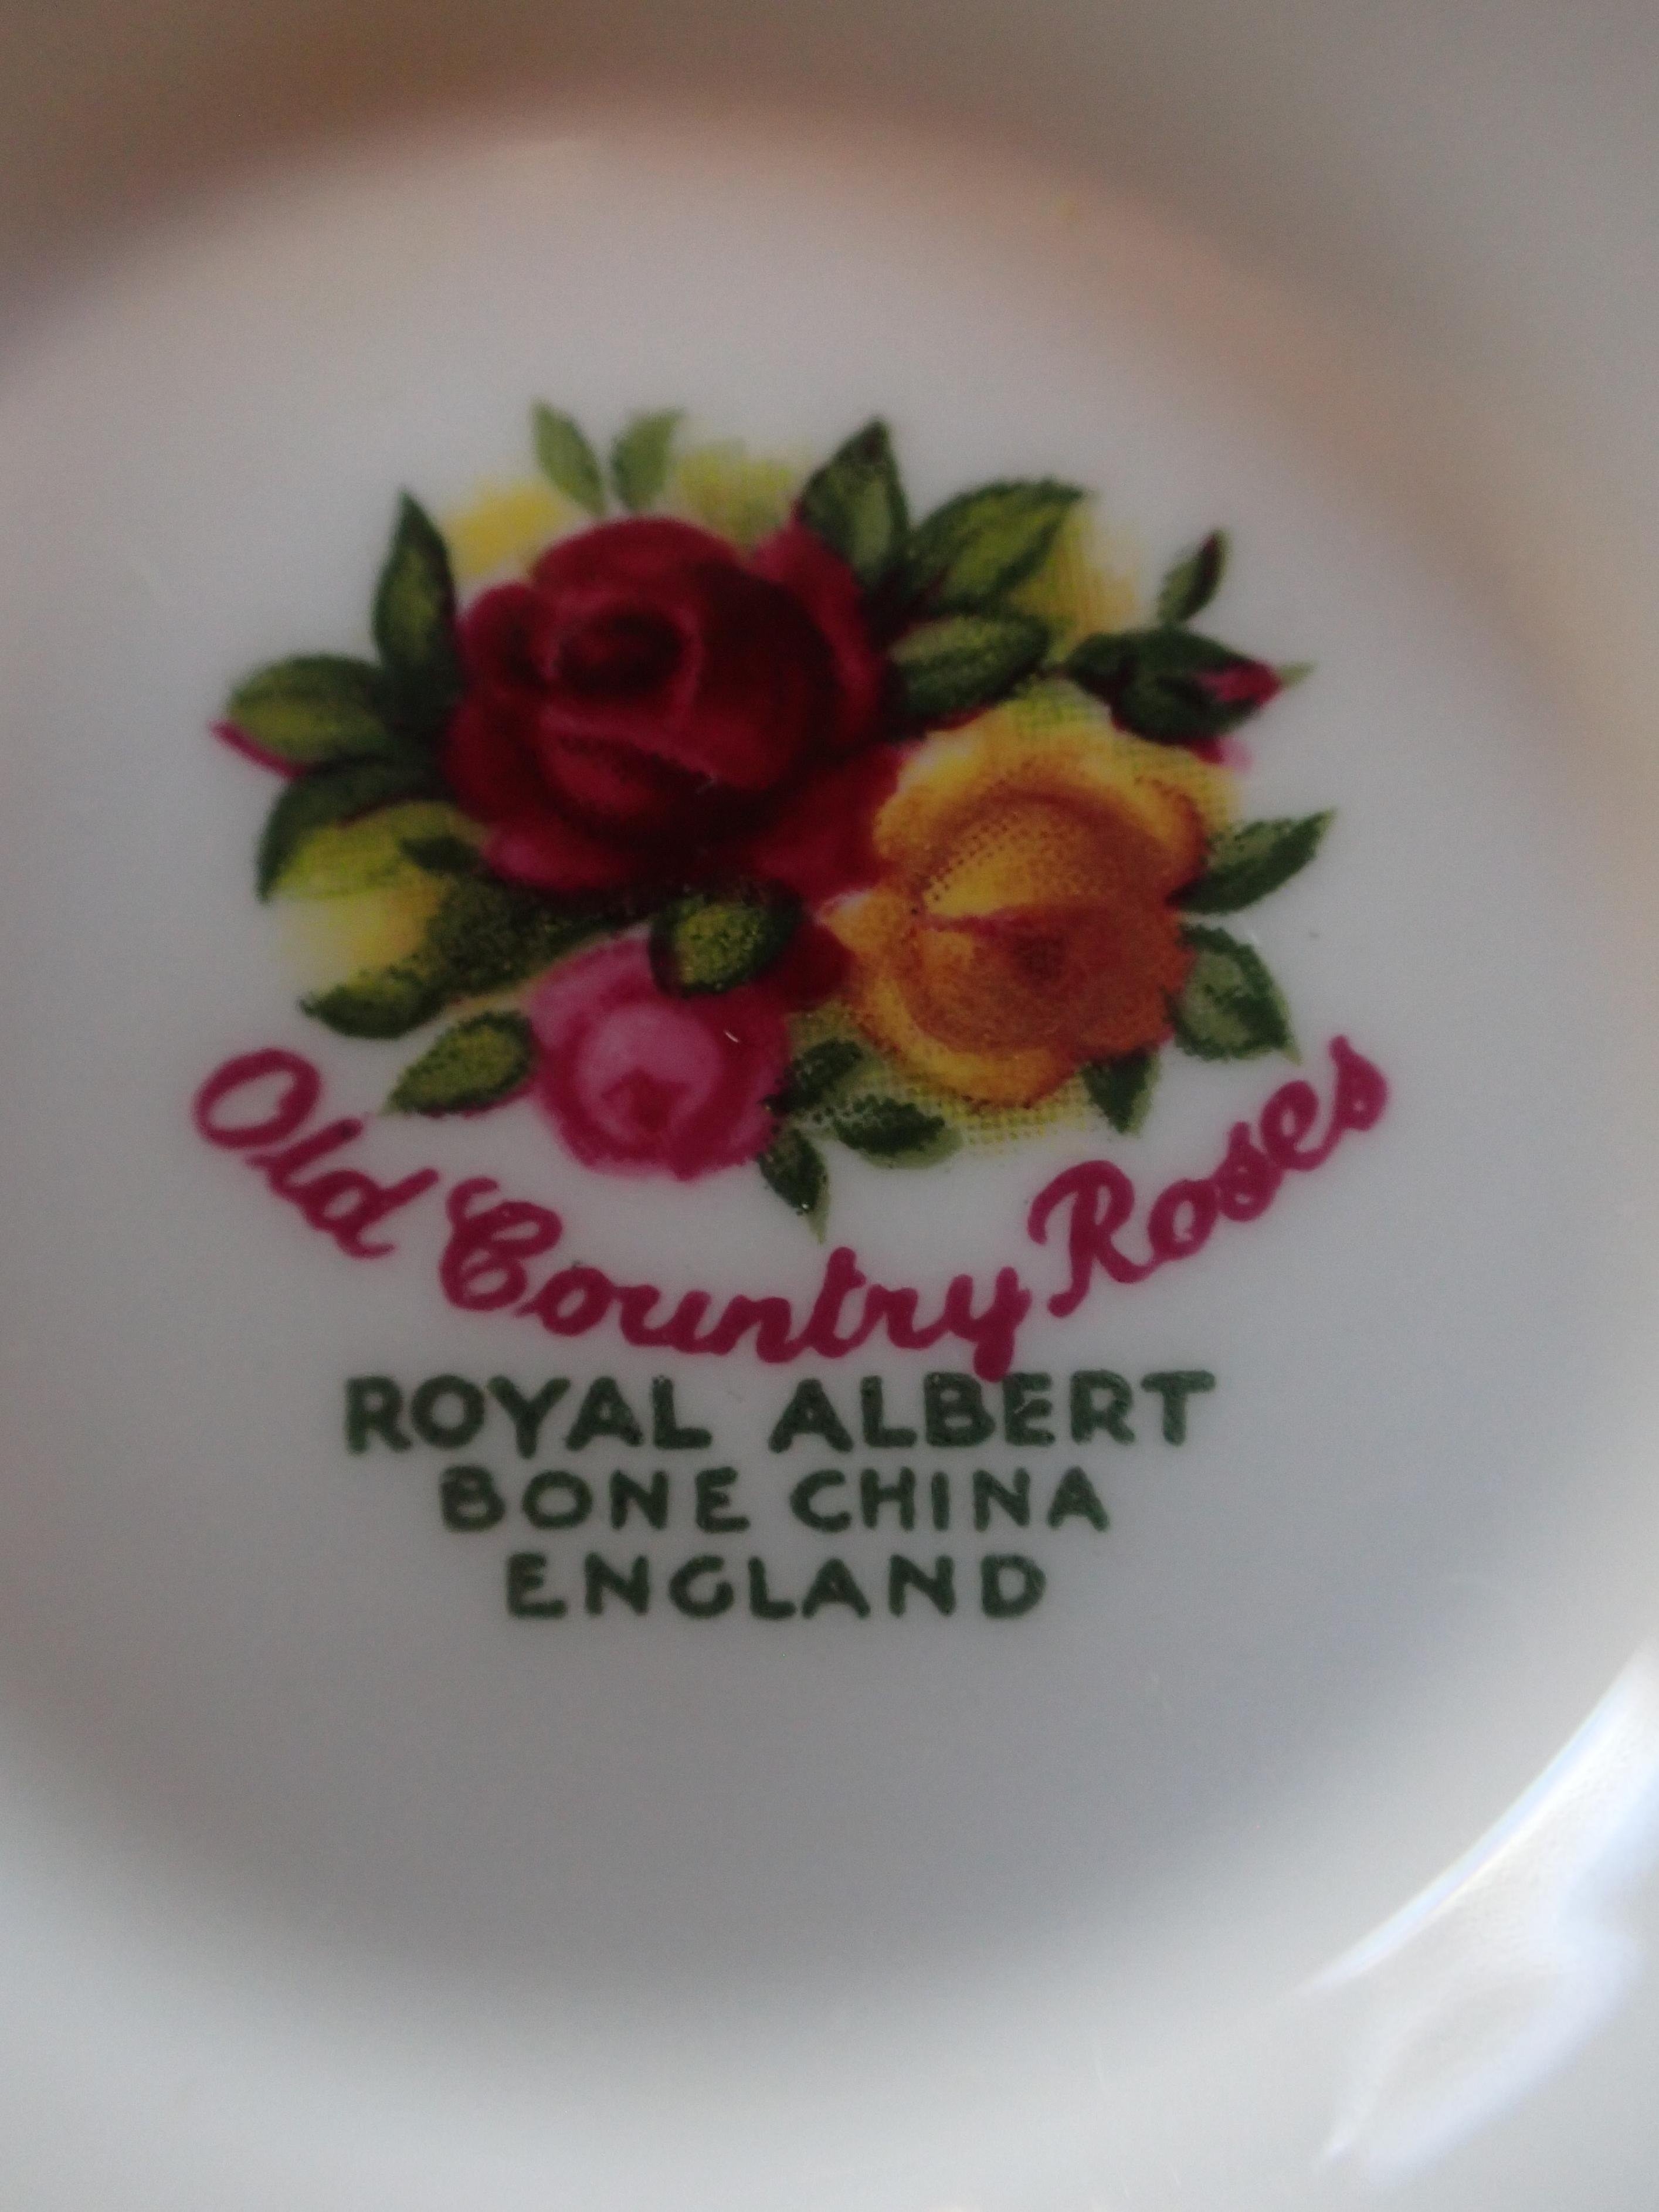 Old Country Roses
ROYAL ALBERT
BONE CHINA
ENGLAND